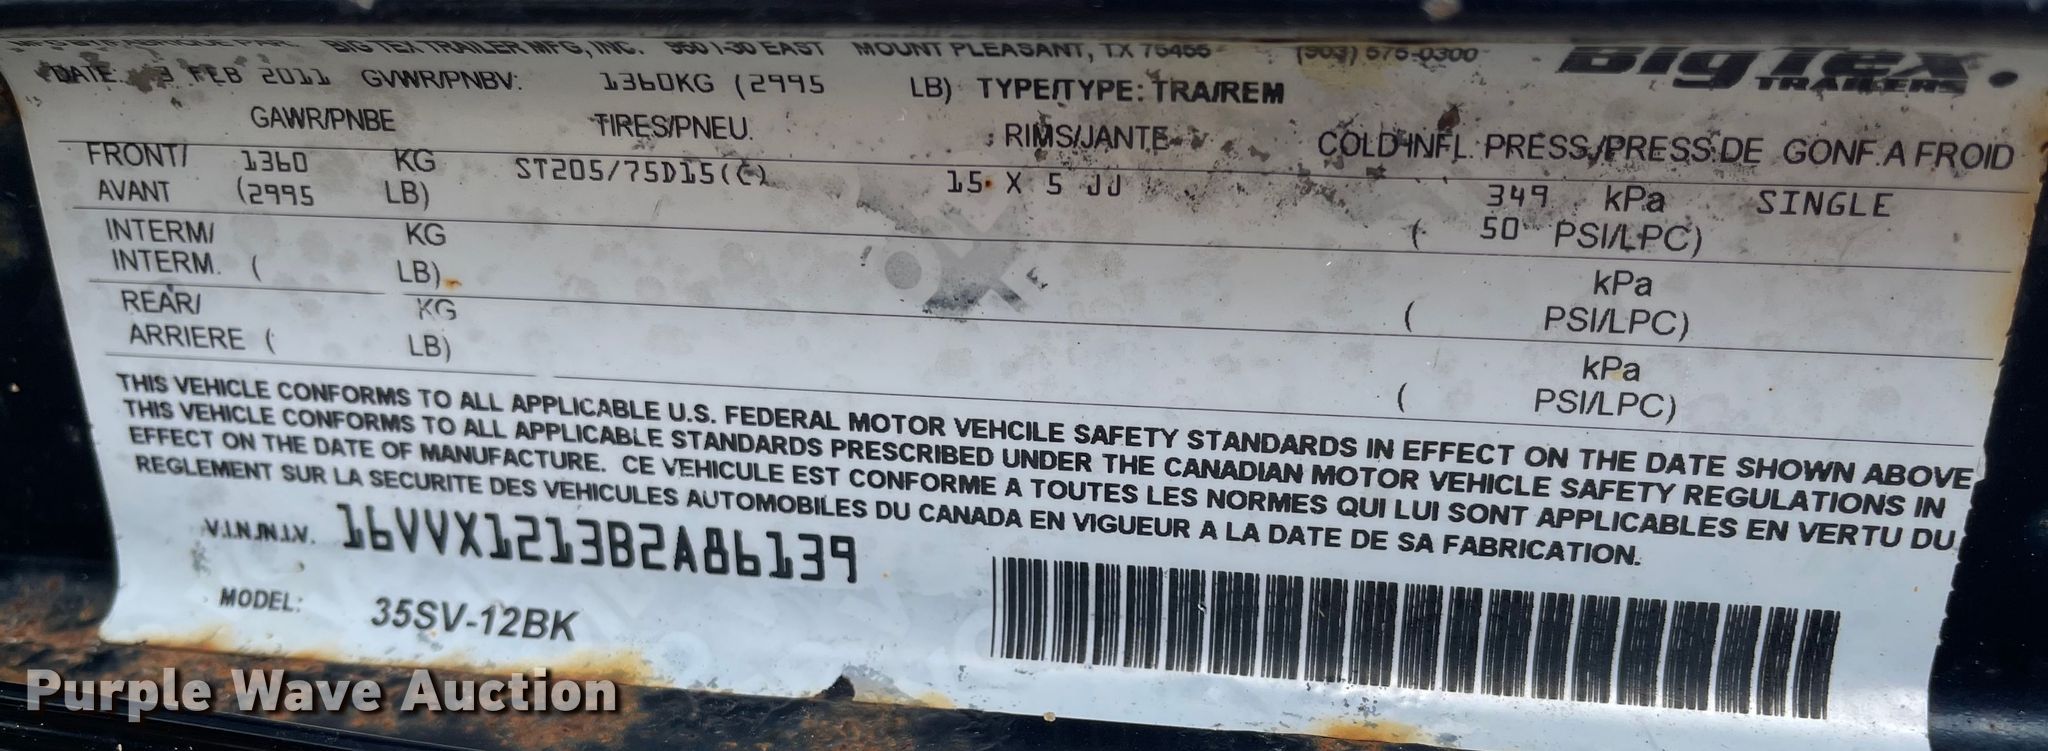 BIG TEX TRAILER MFG, INC. 950 I-30 EAST MOUNT PLEASANT, TX 75455 (903) 575-0300
BigTex
TRAILERS
DATE. 3 FEB 2011 GVWR/PNBV: 1360KG (2995 LB) TYPE/TYPE: TRA/REM
GAWR/PNBE TIRES/PNEU. RIMS/JANTE COLD INFL. PRESS./PRESS.DE GONF.A FROID
FRONT/ 1360 KG ST205/75D15(C) 15 X 5 JJ 349 kPa SINGLE
AVANT (2995 LB) ( 50 PSI/LPC)
INTERM/ KG kPa
INTERM. ( LB) ( PSI/LPC)
REAR/ KG kPa
ARRIERE ( LB) ( PSI/LPC)
THIS VEHICLE CONFORMS TO ALL APPLICABLE U.S. FEDERAL MOTOR VEHCILE SAFETY STANDARDS IN EFFECT ON THE DATE SHOWN ABOVE
THIS VEHICLE CONFORMS TO ALL APPLICABLE STANDARDS PRESCRIBED UNDER THE CANADIAN MOTOR VEHICLE SAFETY REGULATIONS IN
EFFECT ON THE DATE OF MANUFACTURE. CE VEHICULE EST CONFORME A TOUTES LES NORMES QUI LUI SONT APPLICABLES EN VERTU DU
REGLEMENT SUR LA SECURITE DES VEHICULES AUTOMOBILES DU CANADA EN VIGUEUR A LA DATE DE SA FABRICATION.
V.I.N./N.I.V. 16VVX1213B2A86139
MODEL: 35SV-12BK
Purple Wave Auction